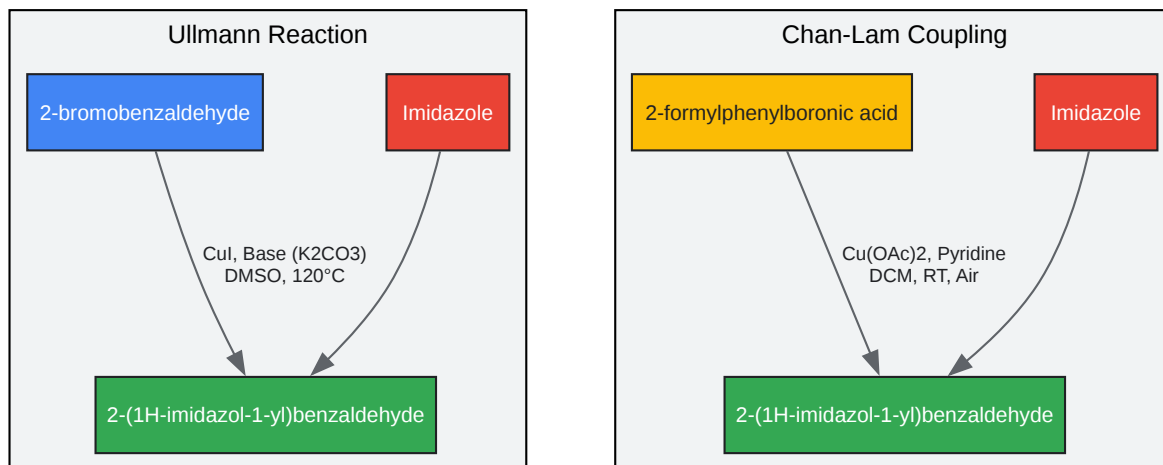 Ullmann Reaction
2-bromobenzaldehyde
Imidazole
CuI, Base (K2CO3)
DMSO, 120°C
2-(1H-imidazol-1-yl)benzaldehyde
Chan-Lam Coupling
2-formylphenylboronic acid
Imidazole
Cu(OAc)2, Pyridine
DCM, RT, Air
2-(1H-imidazol-1-yl)benzaldehyde